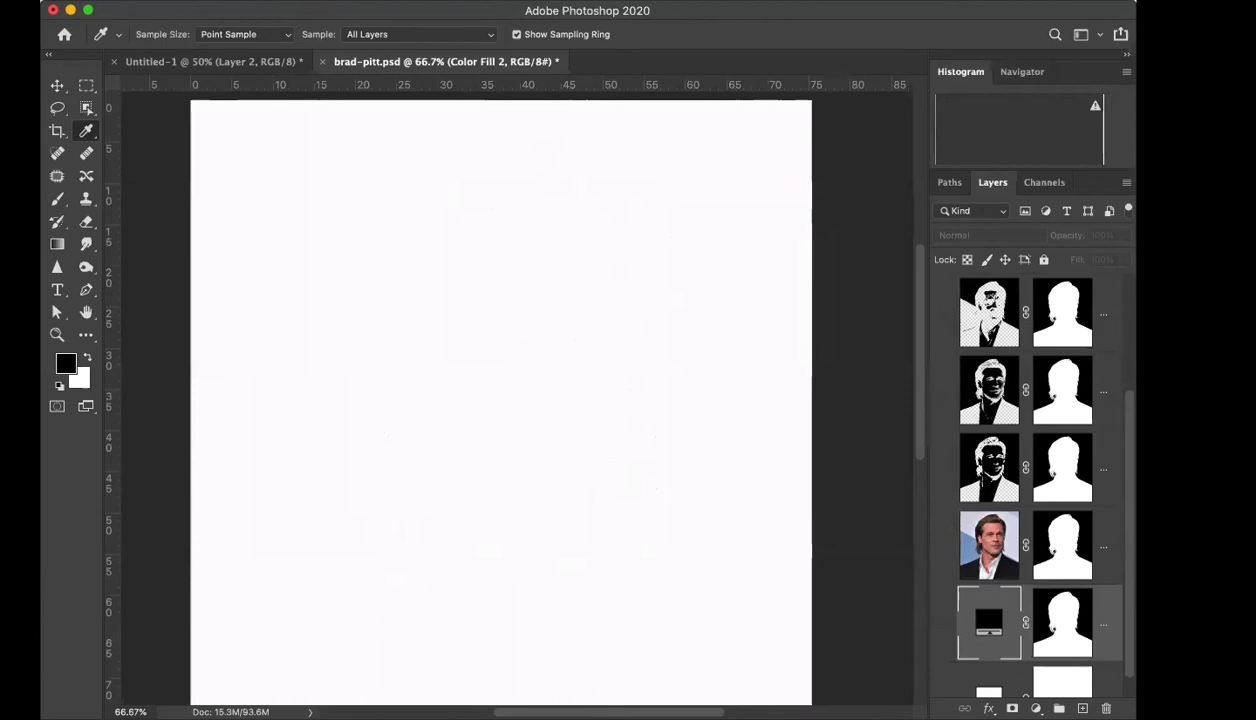 Adobe Photoshop 2020
Sample Size: Point Sample Sample: All Layers Show Sampling Ring
Untitled-1 @ 50% (Layer 2, RGB/8) * brad-pitt.psd @ 66.7% (Color Fill 2, RGB/8#) *
Histogram Navigator
5 0 5 10 15 20 25 30 35 40 45 50 55 60 65 70 75 80 85
0
5
10
15
20
25
30
35
40
45
50
55
60
65
70
Paths Layers Channels
Kind
Normal Opacity: 100%
Lock: Fill: 100%
66.67% Doc: 15.3M/93.6M